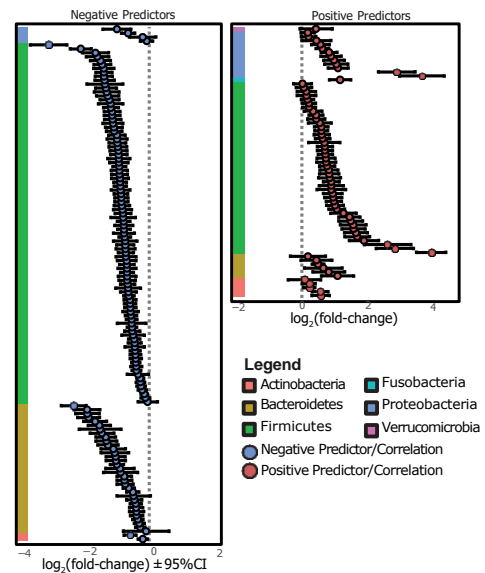 Negative Predictors
Positive Predictors
−2 0 2 4
log2(fold-change)
Legend
Actinobacteria
Bacteroidetes
Firmicutes
Fusobacteria
Proteobacteria
Verrucomicrobia
Negative Predictor/Correlation
Positive Predictor/Correlation
−4 −2 0
log2(fold-change) ±95%CI